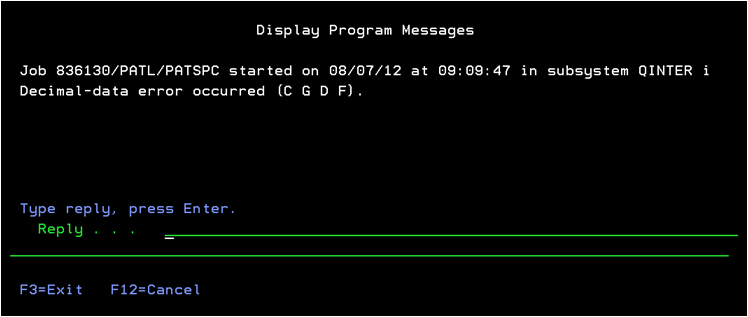 Display Program Messages
Job 836130/PATL/PATSPC started on 08/07/12 at 09:09:47 in subsystem QINTER i
Decimal-data error occurred (C G D F).
Type reply, press Enter.
Reply . . .
F3=Exit F12=Cancel